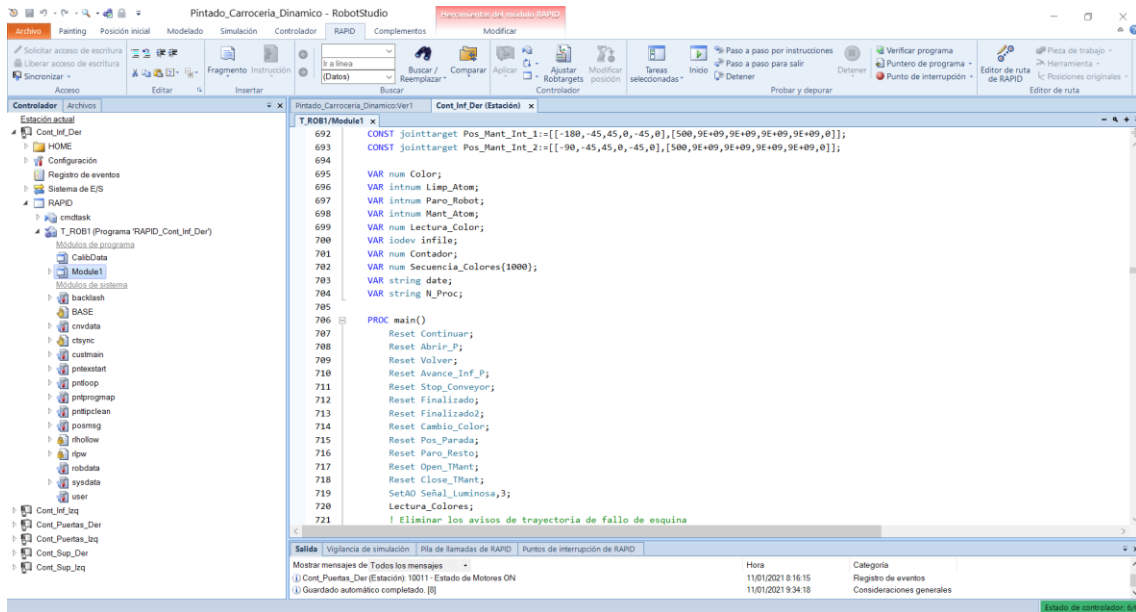 Pintado_Carroceria_Dinamico - RobotStudio
Herramientas del modulo RAPID
Archivo Painting Posición inicial Modelado Simulación Controlador RAPID Complementos Modificar
Solicitar acceso de escritura
Liberar acceso de escritura
Sincronizar
Acceso
Editar
Fragmento Instrucción
Insertar
Ir a línea
(Datos)
Buscar / Reemplazar
Buscar
Comparar Aplicar
Ajustar Robtargets
Modificar posición
Controlador
Tareas seleccionadas
Inicio
Paso a paso por instrucciones
Paso a paso para salir
Detener
Detener
Verificar programa
Puntero de programa
Punto de interrupción
Probar y depurar
Editor de ruta de RAPID
Pieza de trabajo
Herramienta
Posiciones originales
Editor de ruta
Controlador Archivos
Estación actual
Cont_Inf_Der
HOME
Configuración
Registro de eventos
Sistema de E/S
RAPID
cmdtask
T_ROB1 (Programa 'RAPID_Cont_Inf_Der')
Módulos de programa
CalibData
Module1
Módulos de sistema
backlash
BASE
cnvdata
ctsync
custmain
pntexstart
pntloop
pntprogmap
pnttipclean
posmsg
rlhollow
rlpw
robdata
sysdata
user
Cont_Inf_Izq
Cont_Puertas_Der
Cont_Puertas_Izq
Cont_Sup_Der
Cont_Sup_Izq
Pintado_Carroceria_Dinamico:Ver1 Cont_Inf_Der (Estación) x
T_ROB1/Module1 x
692 CONST jointtarget Pos_Mant_Int_1:=[[-180,-45,45,0,-45,0],[500,9E+09,9E+09,9E+09,9E+09,0]];
693 CONST jointtarget Pos_Mant_Int_2:=[[-90,-45,45,0,-45,0],[500,9E+09,9E+09,9E+09,9E+09,0]];
694
695 VAR num Color;
696 VAR intnum Limp_Atom;
697 VAR intnum Paro_Robot;
698 VAR intnum Mant_Atom;
699 VAR num Lectura_Color;
700 VAR iodev infile;
701 VAR num Contador;
702 VAR num Secuencia_Colores{1000};
703 VAR string date;
704 VAR string N_Proc;
705
706 PROC main()
707 Reset Continuar;
708 Reset Abrir_P;
709 Reset Volver;
710 Reset Avance_Inf_P;
711 Reset Stop_Conveyor;
712 Reset Finalizado;
713 Reset Finalizado2;
714 Reset Cambio_Color;
715 Reset Pos_Parada;
716 Reset Paro_Resto;
717 Reset Open_TMant;
718 Reset Close_TMant;
719 SetAO Señal_Luminosa,3;
720 Lectura_Colores;
721 ! Eliminar los avisos de trayectoria de fallo de esquina
Salida Vigilancia de simulación Pila de llamadas de RAPID Puntos de interrupción de RAPID
Mostrar mensajes de Todos los mensajes Hora Categoría
Cont_Puertas_Der (Estación): 10011 - Estado de Motores ON 11/01/2021 8:16:15 Registro de eventos
Guardado automático completado. [8] 11/01/2021 9:34:18 Consideraciones generales
Estado de controlador: 6/